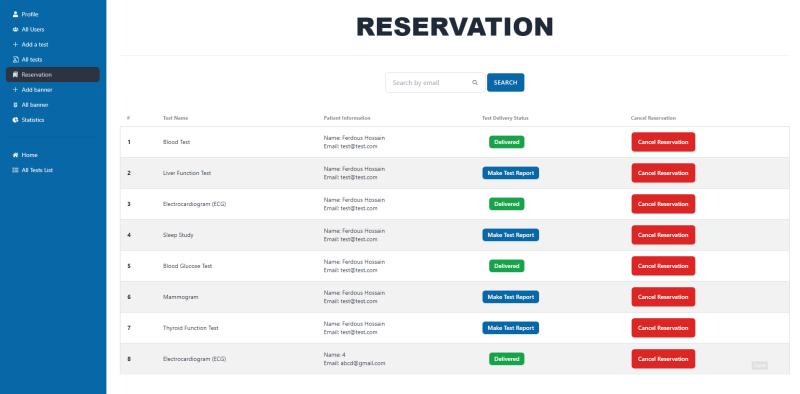 Profile
All Users
Add a test
All tests
Reservation
Add banner
All banner
Statistics
Home
All Tests List
RESERVATION
Search by email
SEARCH
# Test Name Patient Information Test Delivery Status Cancel Reservation
1 Blood Test Name: Ferdous Hossain Delivered Cancel Reservation
Email: test@test.com
2 Liver Function Test Name: Ferdous Hossain Make Test Report Cancel Reservation
Email: test@test.com
3 Electrocardiogram (ECG) Name: Ferdous Hossain Delivered Cancel Reservation
Email: test@test.com
4 Sleep Study Name: Ferdous Hossain Make Test Report Cancel Reservation
Email: test@test.com
5 Blood Glucose Test Name: Ferdous Hossain Delivered Cancel Reservation
Email: test@test.com
6 Mammogram Name: Ferdous Hossain Make Test Report Cancel Reservation
Email: test@test.com
7 Thyroid Function Test Name: Ferdous Hossain Make Test Report Cancel Reservation
Email: test@test.com
8 Electrocardiogram (ECG) Name: 4 Delivered Cancel Reservation
Email: abcd@gmail.com